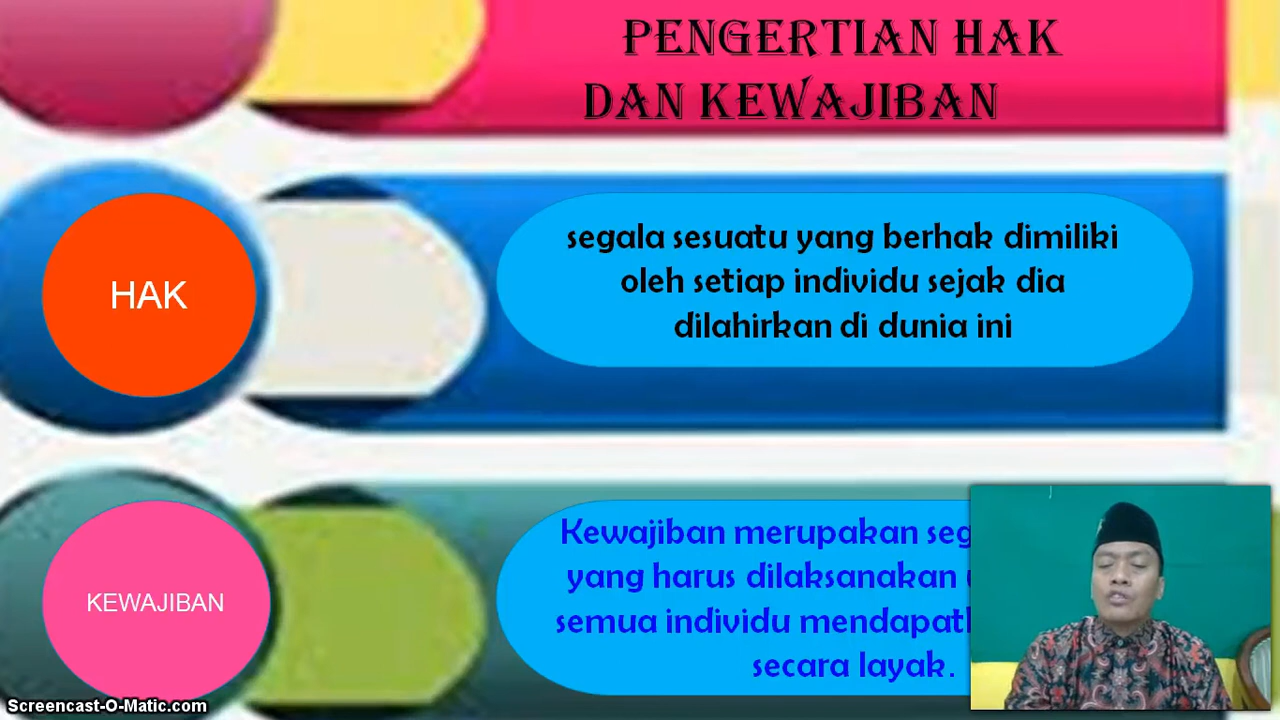 PENGERTIAN HAK
DAN KEWAJIBAN
HAK
segala sesuatu yang berhak dimiliki
oleh setiap individu sejak dia
dilahirkan di dunia ini
KEWAJIBAN
Kewajiban merupakan
yang harus dilaksanakan
semua individu
secara layak.
Screencast-O-Matic.com